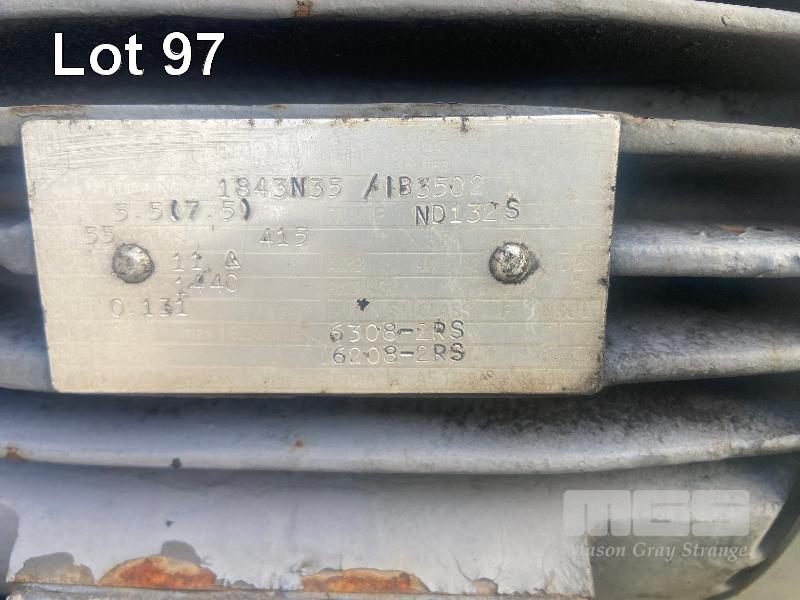 Lot 97
1843N35 /IB3502
5.5(7.5) ND132S
55 415
11 Δ
1440
0.131
6308-2RS
6208-2RS
MGS
Mason Gray Strange